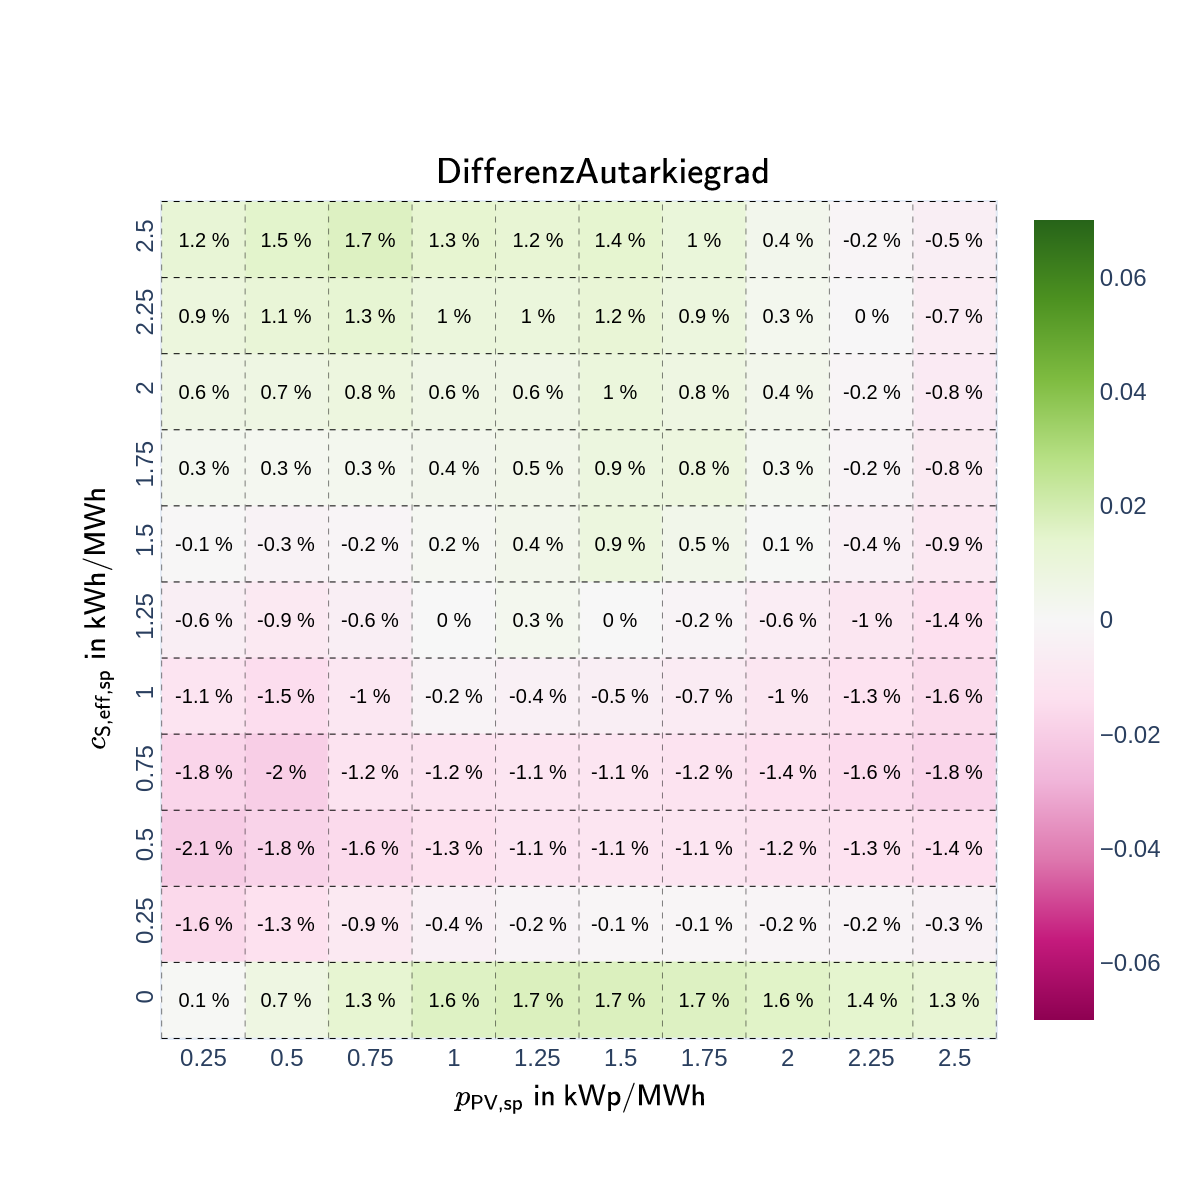 DifferenzAutarkiegrad
2.5 1.2 % 1.5 % 1.7 % 1.3 % 1.2 % 1.4 % 1 % 0.4 % -0.2 % -0.5 %
2.25 0.9 % 1.1 % 1.3 % 1 % 1 % 1.2 % 0.9 % 0.3 % 0 % -0.7 %
2 0.6 % 0.7 % 0.8 % 0.6 % 0.6 % 1 % 0.8 % 0.4 % -0.2 % -0.8 %
1.75 0.3 % 0.3 % 0.3 % 0.4 % 0.5 % 0.9 % 0.8 % 0.3 % -0.2 % -0.8 %
1.5 -0.1 % -0.3 % -0.2 % 0.2 % 0.4 % 0.9 % 0.5 % 0.1 % -0.4 % -0.9 %
1.25 -0.6 % -0.9 % -0.6 % 0 % 0.3 % 0 % -0.2 % -0.6 % -1 % -1.4 %
1 -1.1 % -1.5 % -1 % -0.2 % -0.4 % -0.5 % -0.7 % -1 % -1.3 % -1.6 %
0.75 -1.8 % -2 % -1.2 % -1.2 % -1.1 % -1.1 % -1.2 % -1.4 % -1.6 % -1.8 %
0.5 -2.1 % -1.8 % -1.6 % -1.3 % -1.1 % -1.1 % -1.1 % -1.2 % -1.3 % -1.4 %
0.25 -1.6 % -1.3 % -0.9 % -0.4 % -0.2 % -0.1 % -0.1 % -0.2 % -0.2 % -0.3 %
0 0.1 % 0.7 % 1.3 % 1.6 % 1.7 % 1.7 % 1.7 % 1.6 % 1.4 % 1.3 %
0.25 0.5 0.75 1 1.25 1.5 1.75 2 2.25 2.5
p_PV,sp in kWp/MWh
c_S,eff,sp in kWh/MWh
0.06
0.04
0.02
0
−0.02
−0.04
−0.06